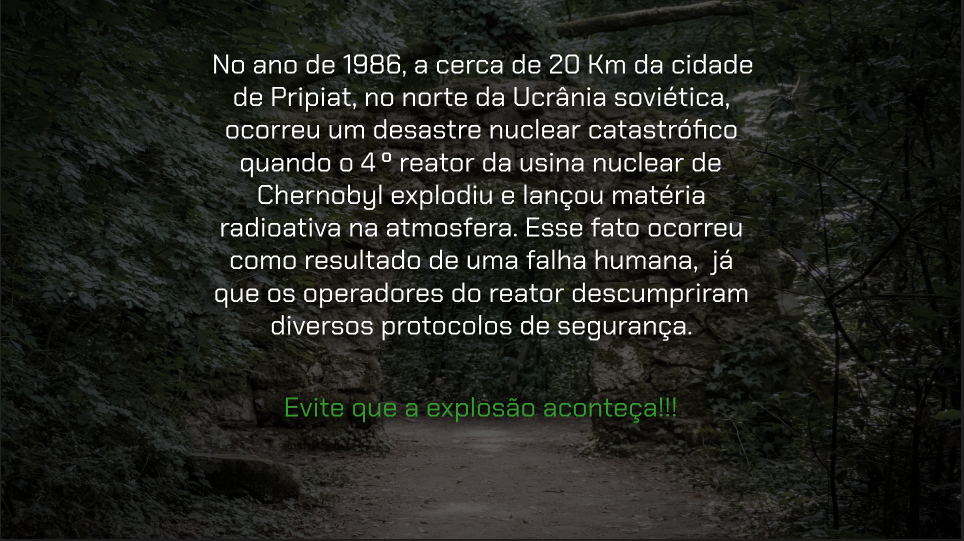 No ano de 1986, a cerca de 20 Km da cidade
de Pripiat, no norte da Ucrânia soviética,
ocorreu um desastre nuclear catastrófico
quando o 4º reator da usina nuclear de
Chernobyl explodiu e lançou matéria
radioativa na atmosfera. Esse fato ocorreu
como resultado de uma falha humana, já
que os operadores do reator descumpriram
diversos protocolos de segurança.
Evite que a explosão aconteça!!!